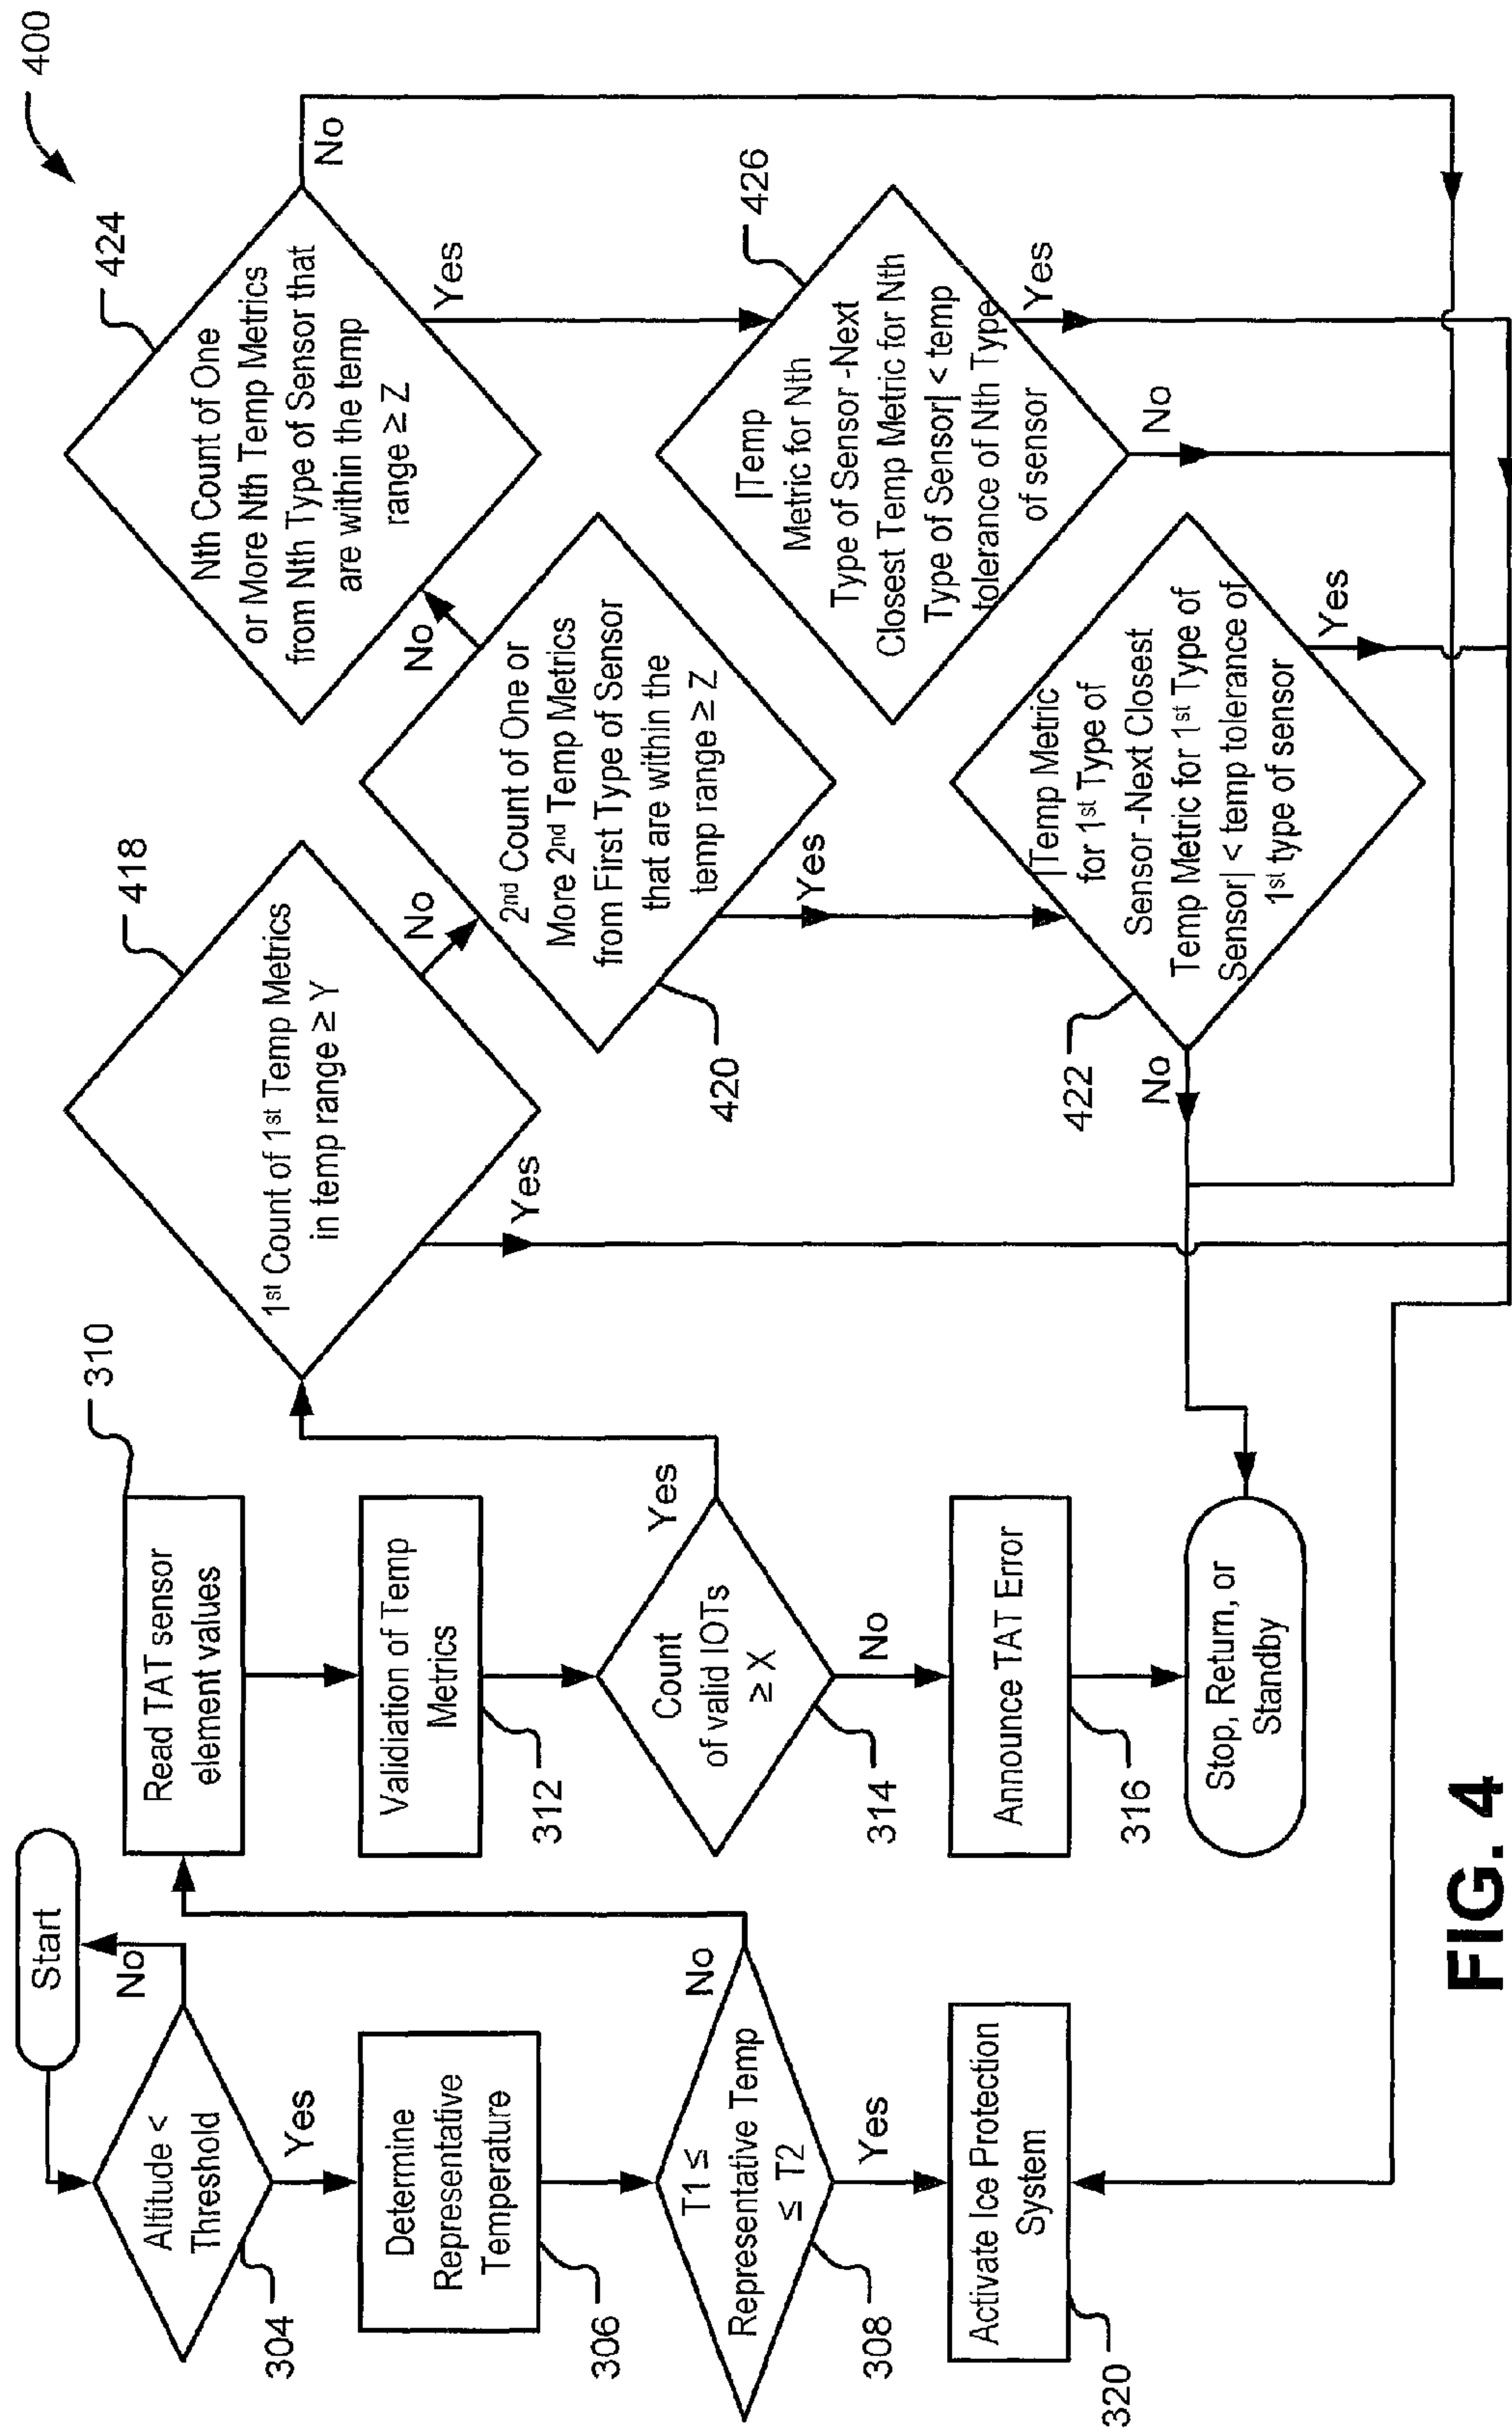 400
Start
Altitude <
Threshold
No
Yes
304
Determine
Representative
Temperature
306
T1 ≤
Representative Temp
≤ T2
No
Yes
308
Activate Ice Protection
System
320
Read TAT sensor
element values
310
Validiation of Temp
Metrics
312
Count
of valid IOTs
≥ X
Yes
No
314
Announce TAT Error
316
Stop, Return, or
Standby
1st Count of 1st Temp Metrics
in temp range ≥ Y
418
No
Yes
2nd Count of One or
More 2nd Temp Metrics
from First Type of Sensor
that are within the
temp range ≥ Z
420
No
Yes
|Temp Metric
for 1st Type of
Sensor -Next Closest
Temp Metric for 1st Type of
Sensor| < temp tolerance of
1st type of sensor
422
No
Yes
Nth Count of One
or More Nth Temp Metrics
from Nth Type of Sensor that
are within the temp
range ≥ Z
424
No
Yes
|Temp
Metric for Nth
Type of Sensor -Next
Closest Temp Metric for Nth
Type of Sensor| < temp
tolerance of Nth Type
of sensor
426
Yes
No
FIG. 4